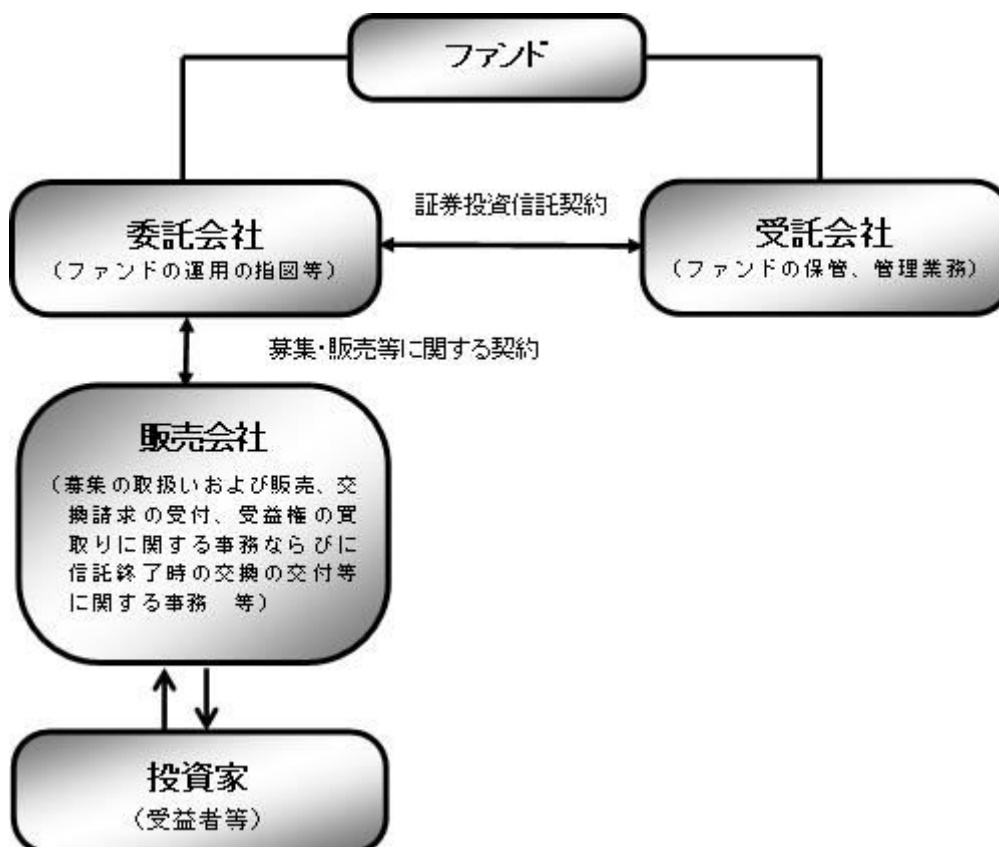 ファンド
証券投資信託契約
委託会社
(ファンドの運用の指図等)
受託会社
(ファンドの保管、管理業務)
募集・販売等に関する契約
販売会社
(募集の取扱いおよび販売、交
換請求の受付、受益権の買
取りに関する事務ならびに
信託終了時の交換の交付等
に関する事務 等)
投資家
(受益者等)